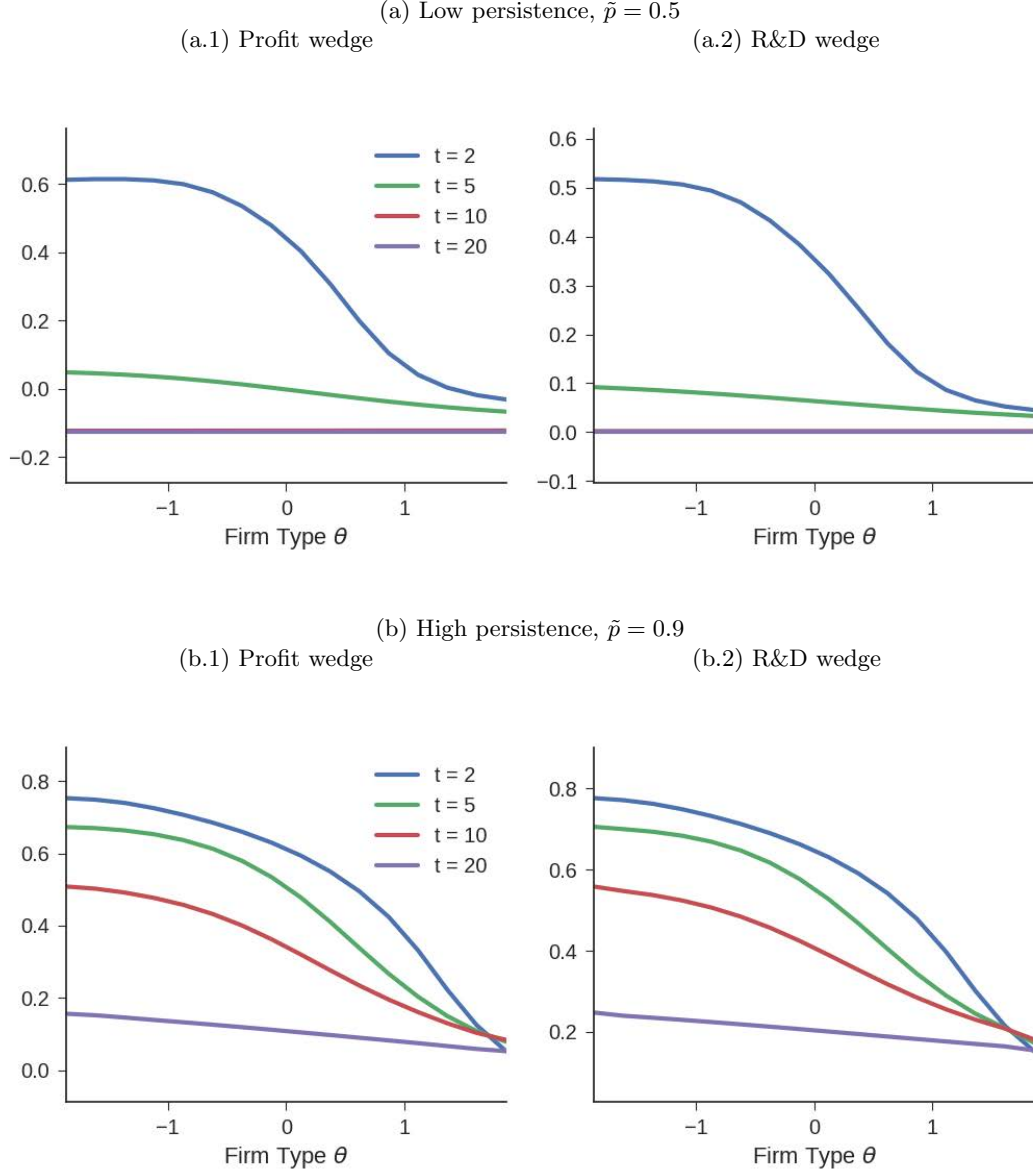 (a) Low persistence, p̃ = 0.5
(a.1) Profit wedge
(a.2) R&D wedge
0.6
0.4
0.2
0.0
−0.2
t = 2
t = 5
t = 10
t = 20
−1 0 1
Firm Type θ
0.6
0.5
0.4
0.3
0.2
0.1
0.0
−0.1
−1 0 1
Firm Type θ
(b) High persistence, p̃ = 0.9
(b.1) Profit wedge
(b.2) R&D wedge
0.8
0.6
0.4
0.2
0.0
t = 2
t = 5
t = 10
t = 20
−1 0 1
Firm Type θ
0.8
0.6
0.4
0.2
−1 0 1
Firm Type θ